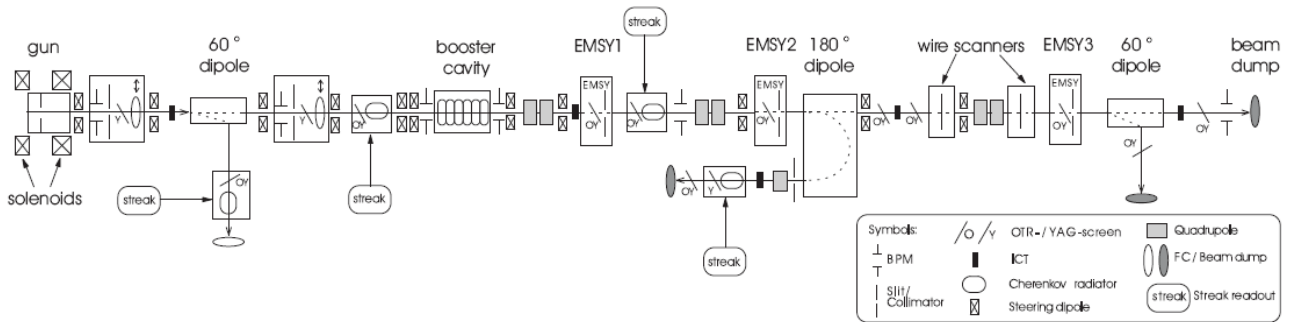 streak
gun
60°
dipole
booster
cavity
EMSY1
EMSY2
180°
dipole
wire scanners
EMSY3
60°
dipole
beam
dump
Y
Y
OY
EMSY
OY
OY
EMSY
OY
OY
OY
EMSY
OY
OY
solenoids
streak
OY
streak
OY
Y
streak
OY
Symbols:
BPM
Slit/
Collimator
O
Y
OTR-/YAG-screen
ICT
Cherenkov radiator
Steering dipole
Quadrupole
FC/Beam dump
streak
Streak readout